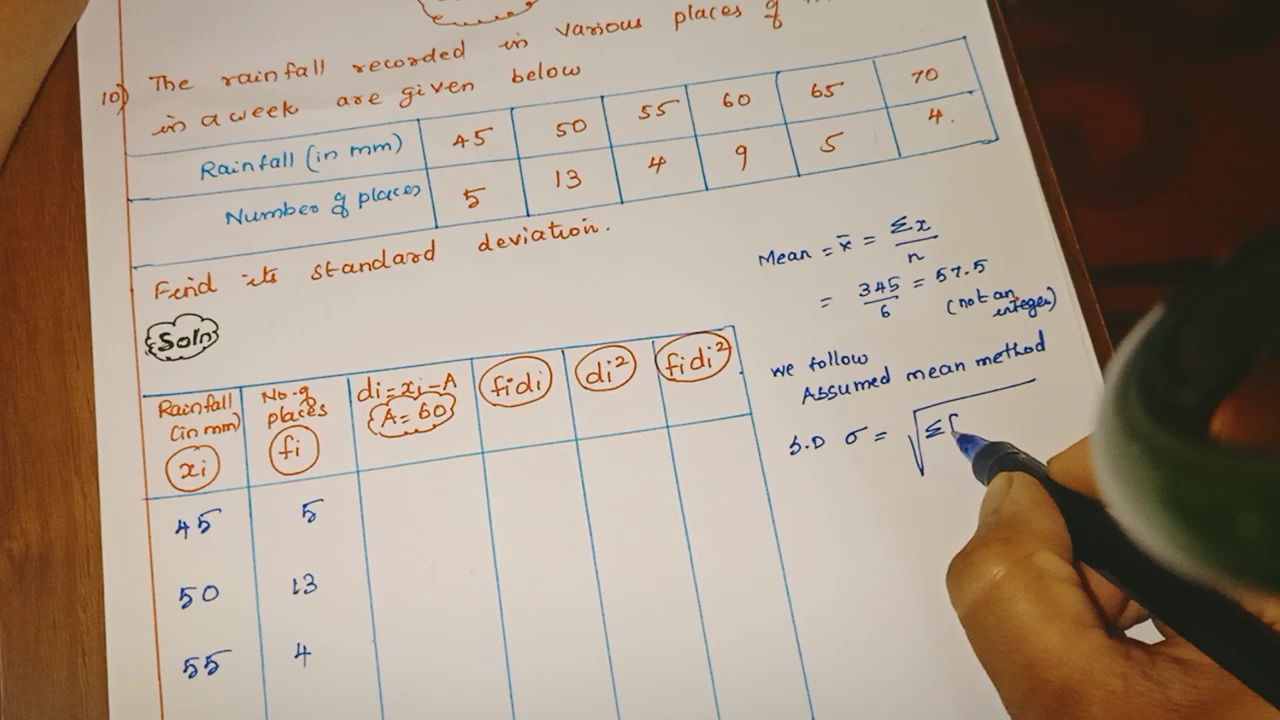 10) The rainfall recorded in various places of
in a week are given below
Rainfall (in mm) 45 50 55 60 65 70
Number of places 5 13 4 9 5 4.
Find its standard deviation.
Soln
Mean = x̄ = Σx / n
= 345/6 = 57.5
(not an integer)
we follow
Assumed mean method
S.D σ = √Σf
Rainfall (in mm) xi No. of places fi di = xi - A A = 60 fidi di² fidi²
45 5
50 13
55 4